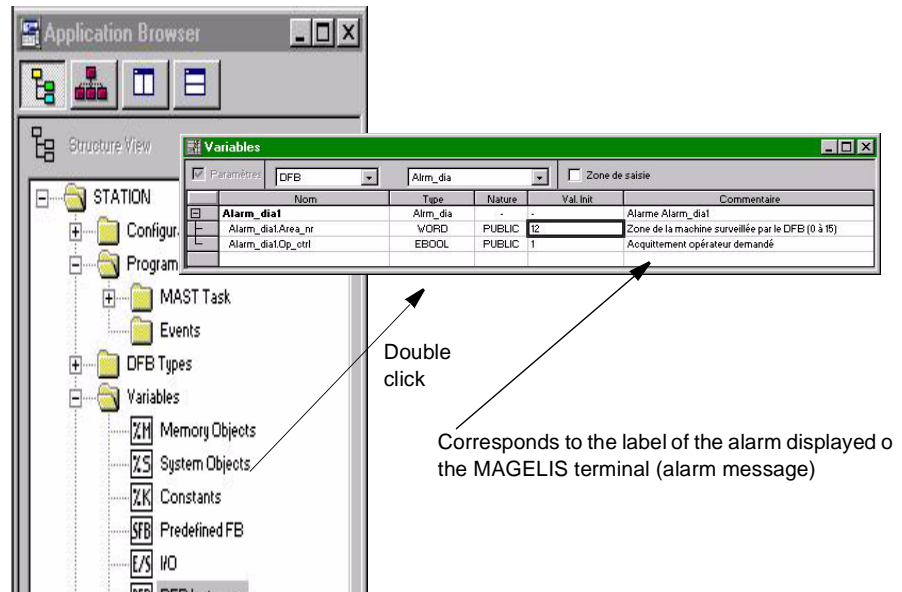 Application Browser
Structure View
Variables
Paramètres DFB Alrm_dia Zone de saisie
Nom Type Nature Val. Init Commentaire
Alarm_dia1 Alrm_dia - - Alarme Alarm_dia1
Alarm_dia1.Area_nr WORD PUBLIC 12 Zone de la machine surveillée par le DFB (0 à 15)
Alarm_dia1.Op_ctrl EBOOL PUBLIC 1 Acquittement opérateur demandé
STATION
Configur
Program
MAST Task
Events
DFB Types
Variables
%M Memory Objects
%S System Objects
%K Constants
SFB Predefined FB
E/S I/O
Double
click
Corresponds to the label of the alarm displayed o
the MAGELIS terminal (alarm message)